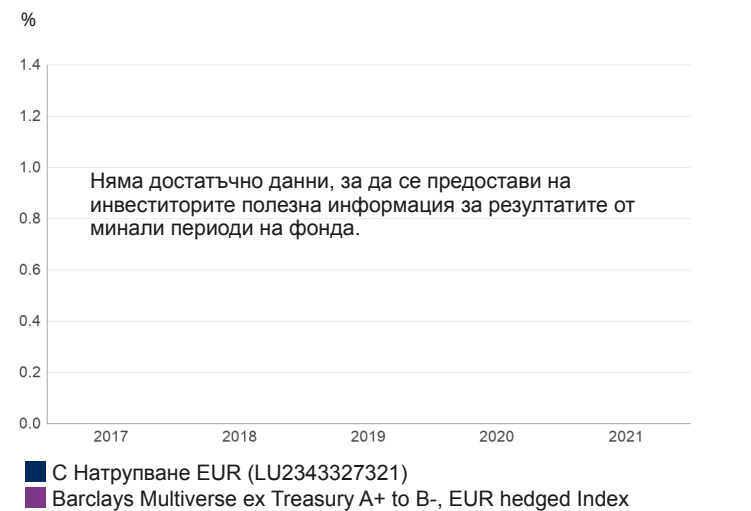 %
1.4
1.2
1.0
Няма достатъчно данни, за да се предостави на
инвеститорите полезна информация за резултатите от
0.8
минали периоди на фонда.
0.6
0.4
0.2
0.0
2017 2018 2019 2020 2021
C Натрупване EUR (LU2343327321)
Barclays Multiverse ex Treasury A+ to B-, EUR hedged Index